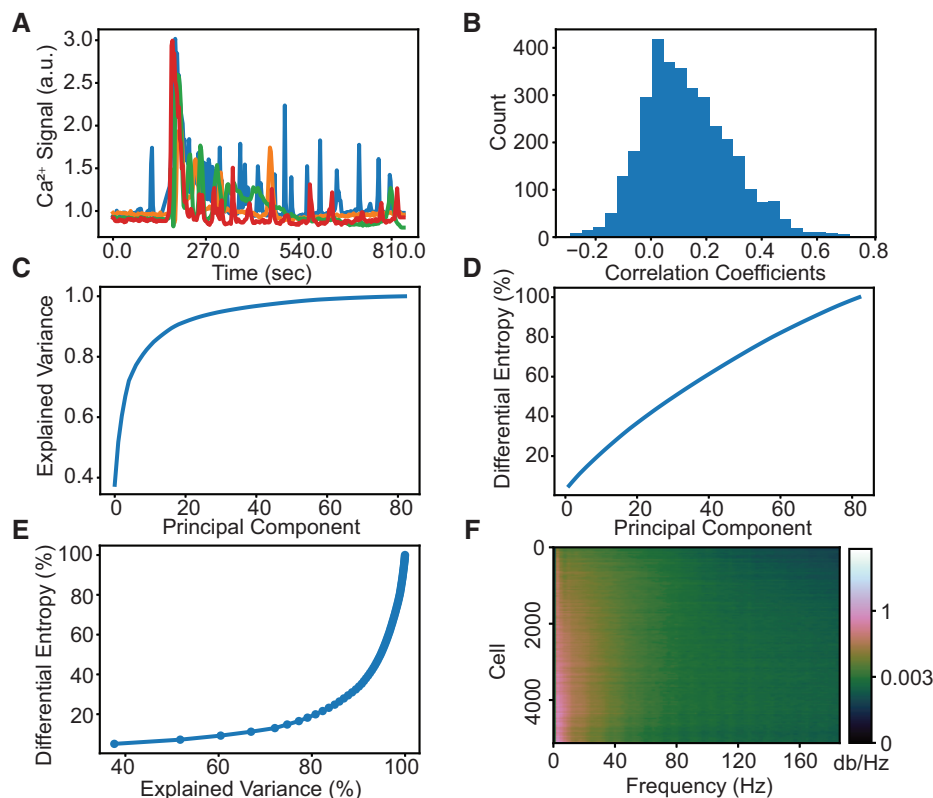 A
3.0
2.5
2.0
1.5
1.0
Ca²⁺ Signal (a.u.)
0.0 270.0 540.0 810.0
Time (sec)
B
400
300
200
100
0
Count
−0.2 0.0 0.2 0.4 0.6 0.8
Correlation Coefficients
C
1.0
0.8
0.6
0.4
Explained Variance
0 20 40 60 80
Principal Component
D
100
80
60
40
20
Differential Entropy (%)
0 20 40 60 80
Principal Component
E
100
80
60
40
20
Differential Entropy (%)
40 60 80 100
Explained Variance (%)
F
0
2000
4000
Cell
0 40 80 120 160
Frequency (Hz)
1
0.003
0
db/Hz